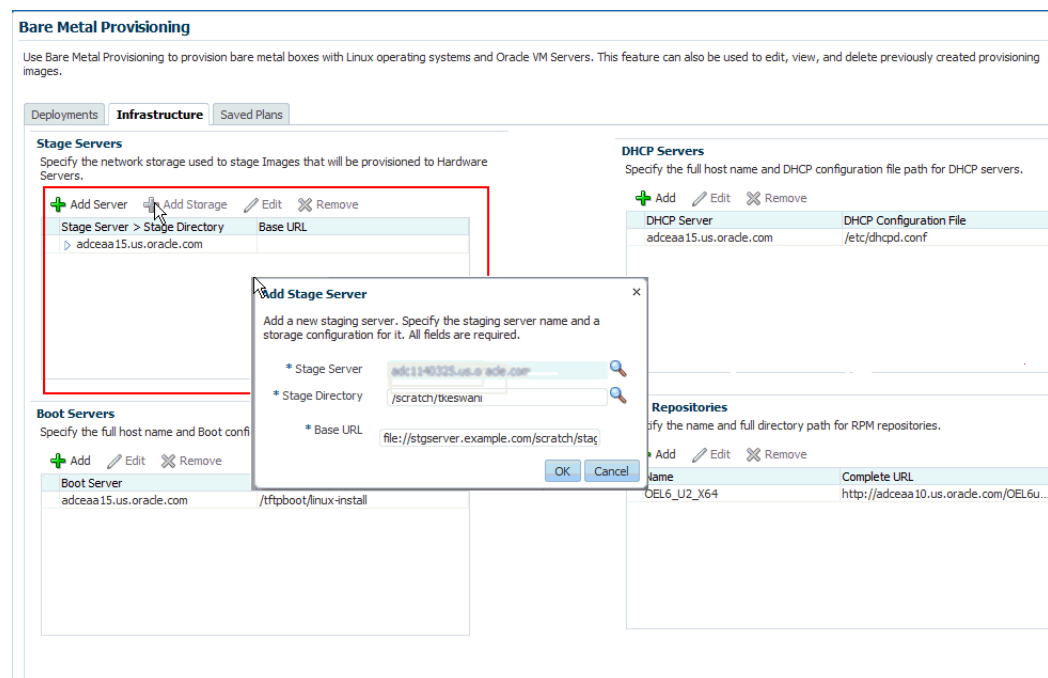 Bare Metal Provisioning
Use Bare Metal Provisioning to provision bare metal boxes with Linux operating systems and Oracle VM Servers. This feature can also be used to edit, view, and delete previously created provisioning
images.
Deployments Infrastructure Saved Plans
Stage Servers
Specify the network storage used to stage Images that will be provisioned to Hardware
Servers.
Add Server Add Storage Edit Remove
Stage Server > Stage Directory Base URL
adceaa15.us.oracle.com
DHCP Servers
Specify the full host name and DHCP configuration file path for DHCP servers.
Add Edit Remove
DHCP Server DHCP Configuration File
adceaa15.us.oracle.com /etc/dhcpd.conf
Add Stage Server
Add a new staging server. Specify the staging server name and a
storage configuration for it. All fields are required.
* Stage Server
* Stage Directory /scratch/tkeswani
* Base URL file://stgserver.example.com/scratch/stag
OK Cancel
Boot Servers
Specify the full host name and Boot confi
Add Edit Remove
Boot Server
adceaa15.us.oracle.com /tftpboot/linux-install
Repositories
ify the name and full directory path for RPM repositories.
Add Edit Remove
Name Complete URL
OEL6_U2_X64 http://adceaa10.us.oracle.com/OEL6u...